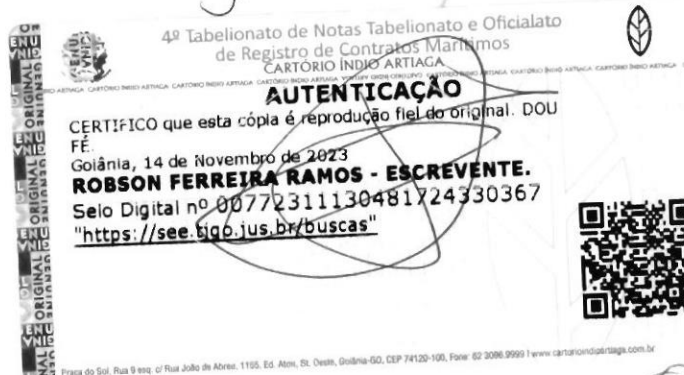 4º Tabelionato de Notas Tabelionato e Oficialato
de Registro de Contratos Marítimos
CARTÓRIO ÍNDIO ARTIAGA
AUTENTICAÇÃO
CERTIFICO que esta cópia é reprodução fiel do original. DOU
FÉ.
Goiânia, 14 de Novembro de 2023
ROBSON FERREIRA RAMOS - ESCREVENTE.
Selo Digital nº 00772311130481724330367
"https://see.tjgo.jus.br/buscas"
Praça do Sol. Rua 9 esq. c/ Rua João de Abreu, 1155. Ed. Aton, St. Oeste, Goiânia-GO, CEP 74120-100, Fone: 62 3096.9999 I www.cartorioindioartiaga.com.br